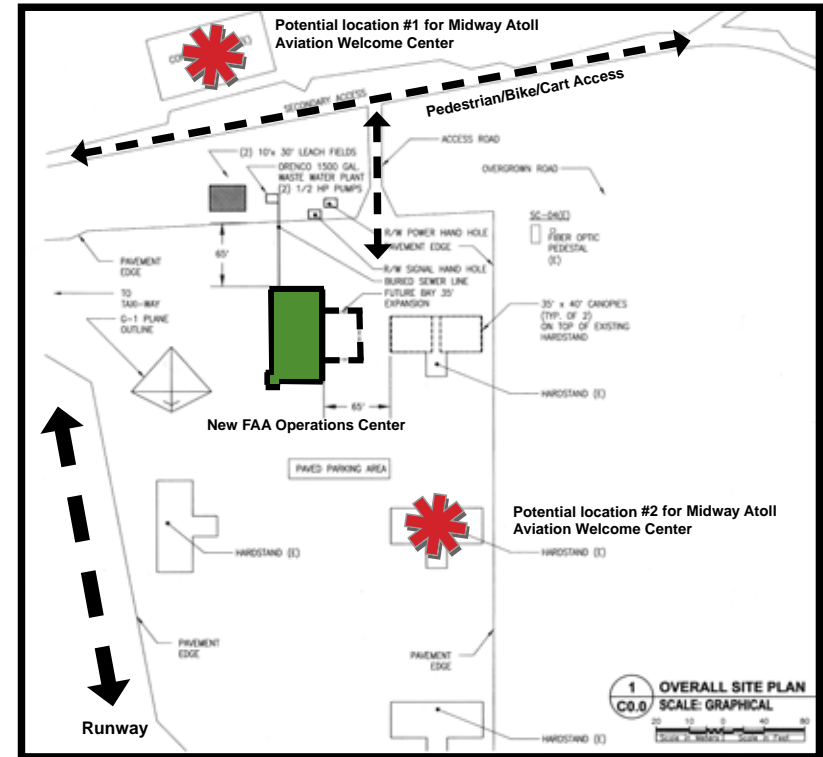 Potential location #1 for Midway Atoll
Aviation Welcome Center
SECONDARY ACCESS
Pedestrian/Bike/Cart Access
(2) 10'x 30' LEACH FIELDS
ORENCO 1500 GAL.
WASTE WATER PLANT
(2) 1/2 HP PUMPS
ACCESS ROAD
OVERGROWN ROAD
SC-04(E)
FIBER OPTIC
PEDESTAL
(E)
R/W POWER HAND HOLE
PAVEMENT EDGE
R/W SIGNAL HAND HOLE
BURIED SEWER LINE
FUTURE BAY 35'
EXPANSION
65'
PAVEMENT
EDGE
TO
TAXI-WAY
G-1 PLANE
OUTLINE
35' x 40' CANOPIES
(TYP. OF 2)
ON TOP OF EXISTING
HARDSTAND
HARDSTAND (E)
65'
New FAA Operations Center
PAVED PARKING AREA
Potential location #2 for Midway Atoll
Aviation Welcome Center
HARDSTAND (E)
HARDSTAND (E)
PAVEMENT
EDGE
PAVEMENT
EDGE
Runway
HARDSTAND (E)
1
C0.0
OVERALL SITE PLAN
SCALE: GRAPHICAL
20 10 0 40 80
Scale in Meters Scale in Feet